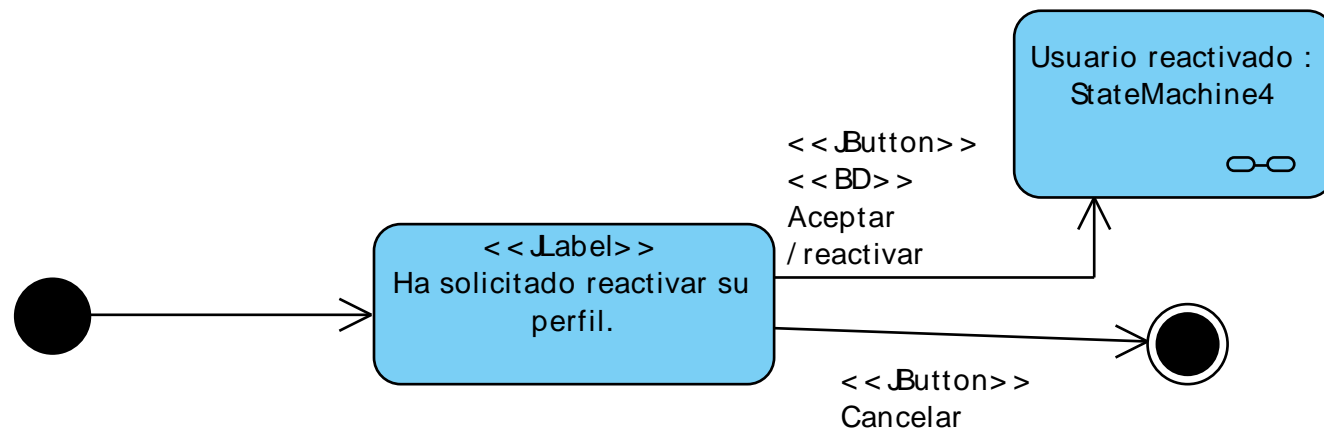 Usuario reactivado :
StateMachine4
<<JButton>>
<<BD>>
Aceptar
/ reactivar
<<JLabel>>
Ha solicitado reactivar su
perfil.
<<JButton>>
Cancelar